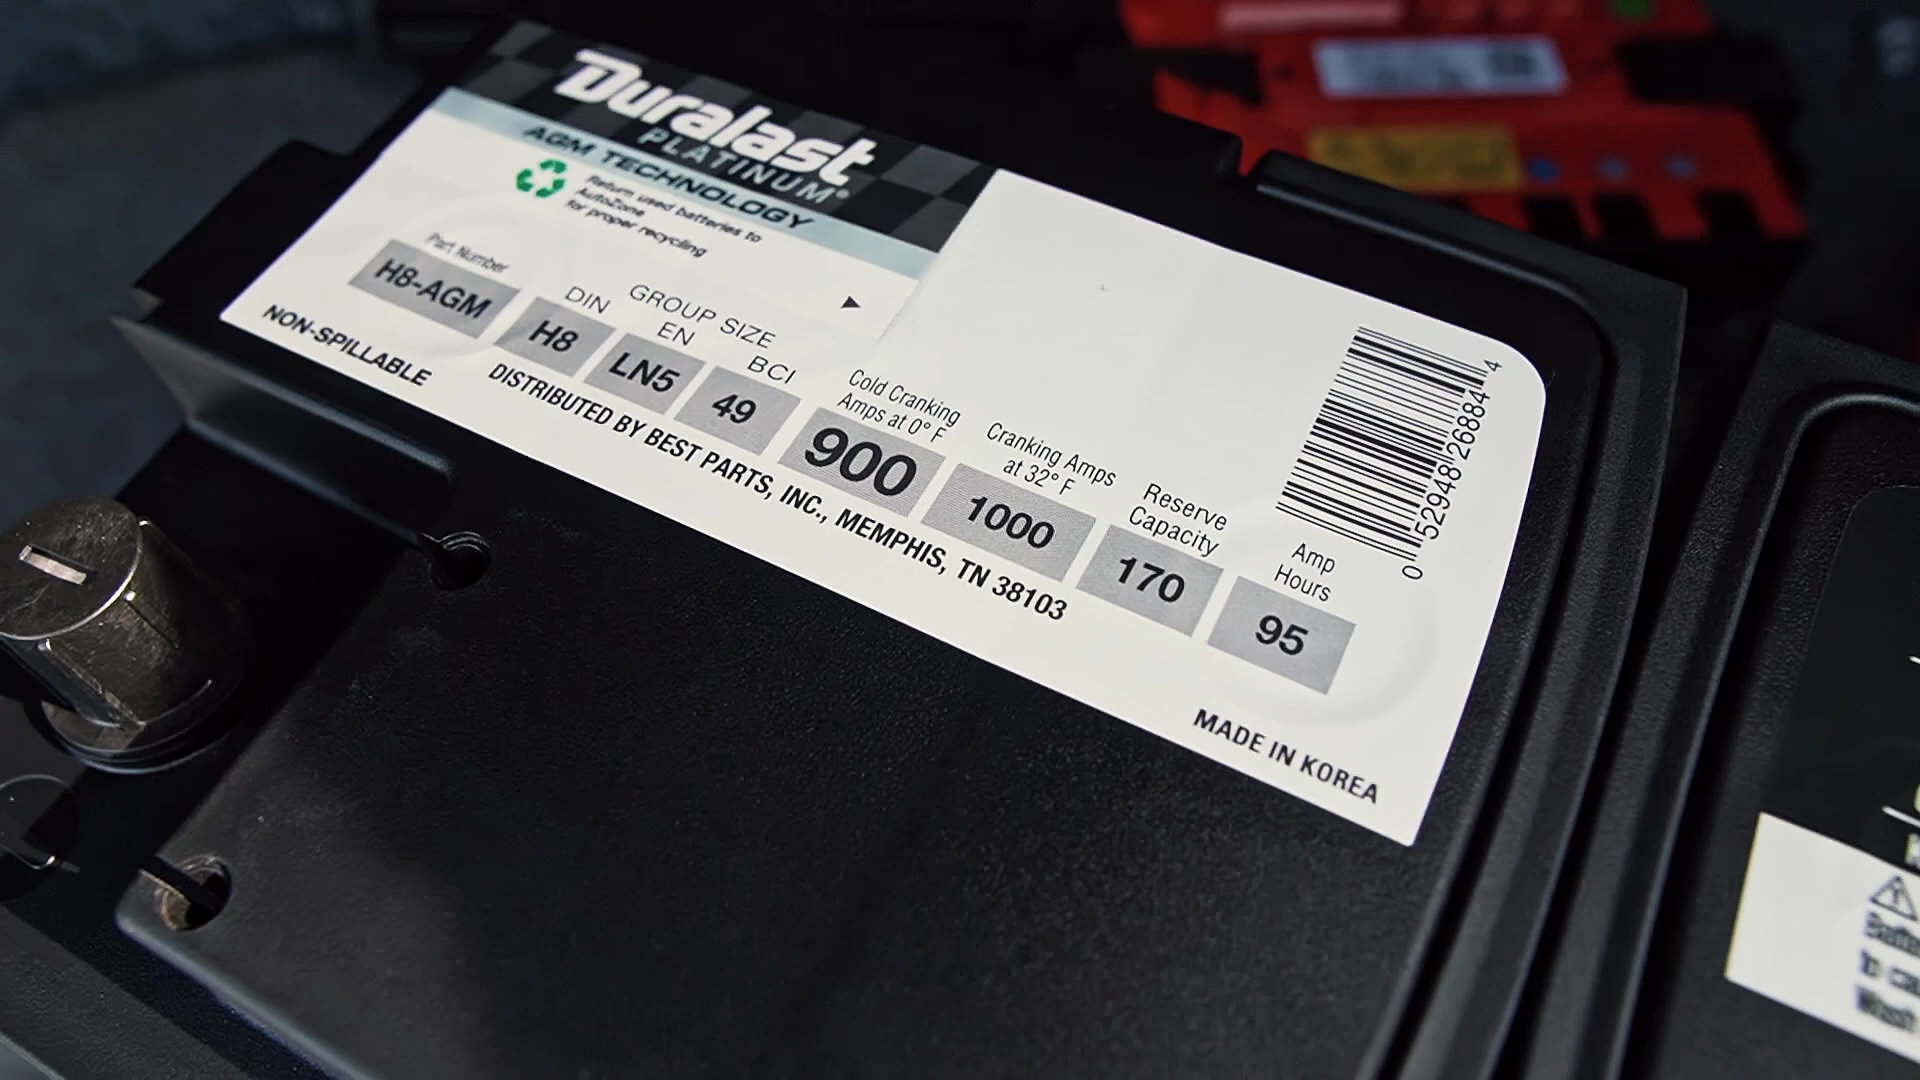 Duralast
PLATINUM®
AGM TECHNOLOGY
Return used batteries to
AutoZone
for proper recycling
Part Number
H8-AGM
GROUP SIZE
DIN
H8
EN
LN5
BCI
49
Cold Cranking
Amps at 0° F
900
Cranking Amps
at 32° F
1000
Reserve
Capacity
170
Amp
Hours
95
NON-SPILLABLE
DISTRIBUTED BY BEST PARTS, INC., MEMPHIS, TN 38103
MADE IN KOREA
0 52948 26884 4